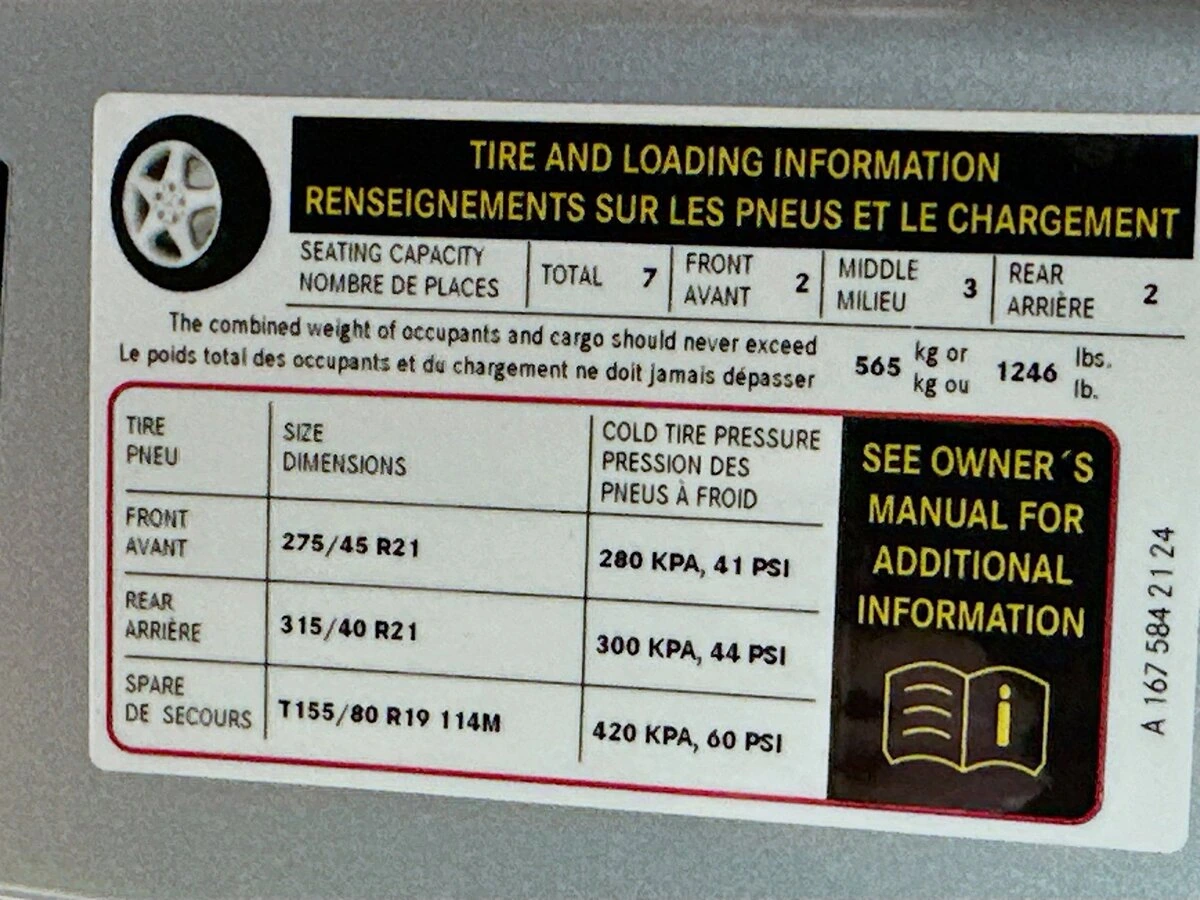 TIRE AND LOADING INFORMATION
RENSEIGNEMENTS SUR LES PNEUS ET LE CHARGEMENT
SEATING CAPACITY
NOMBRE DE PLACES
TOTAL 7
FRONT
AVANT
2
MIDDLE
MILIEU
3
REAR
ARRIÈRE
2
The combined weight of occupants and cargo should never exceed
Le poids total des occupants et du chargement ne doit jamais dépasser
565
kg or
kg ou
1246
lbs.
lb.
TIRE
PNEU
SIZE
DIMENSIONS
COLD TIRE PRESSURE
PRESSION DES
PNEUS À FROID
FRONT
AVANT
275/45 R21
280 KPA, 41 PSI
REAR
ARRIÈRE
315/40 R21
300 KPA, 44 PSI
SPARE
DE SECOURS
T155/80 R19 114M
420 KPA, 60 PSI
SEE OWNER´S
MANUAL FOR
ADDITIONAL
INFORMATION
i
A 167 584 21 24